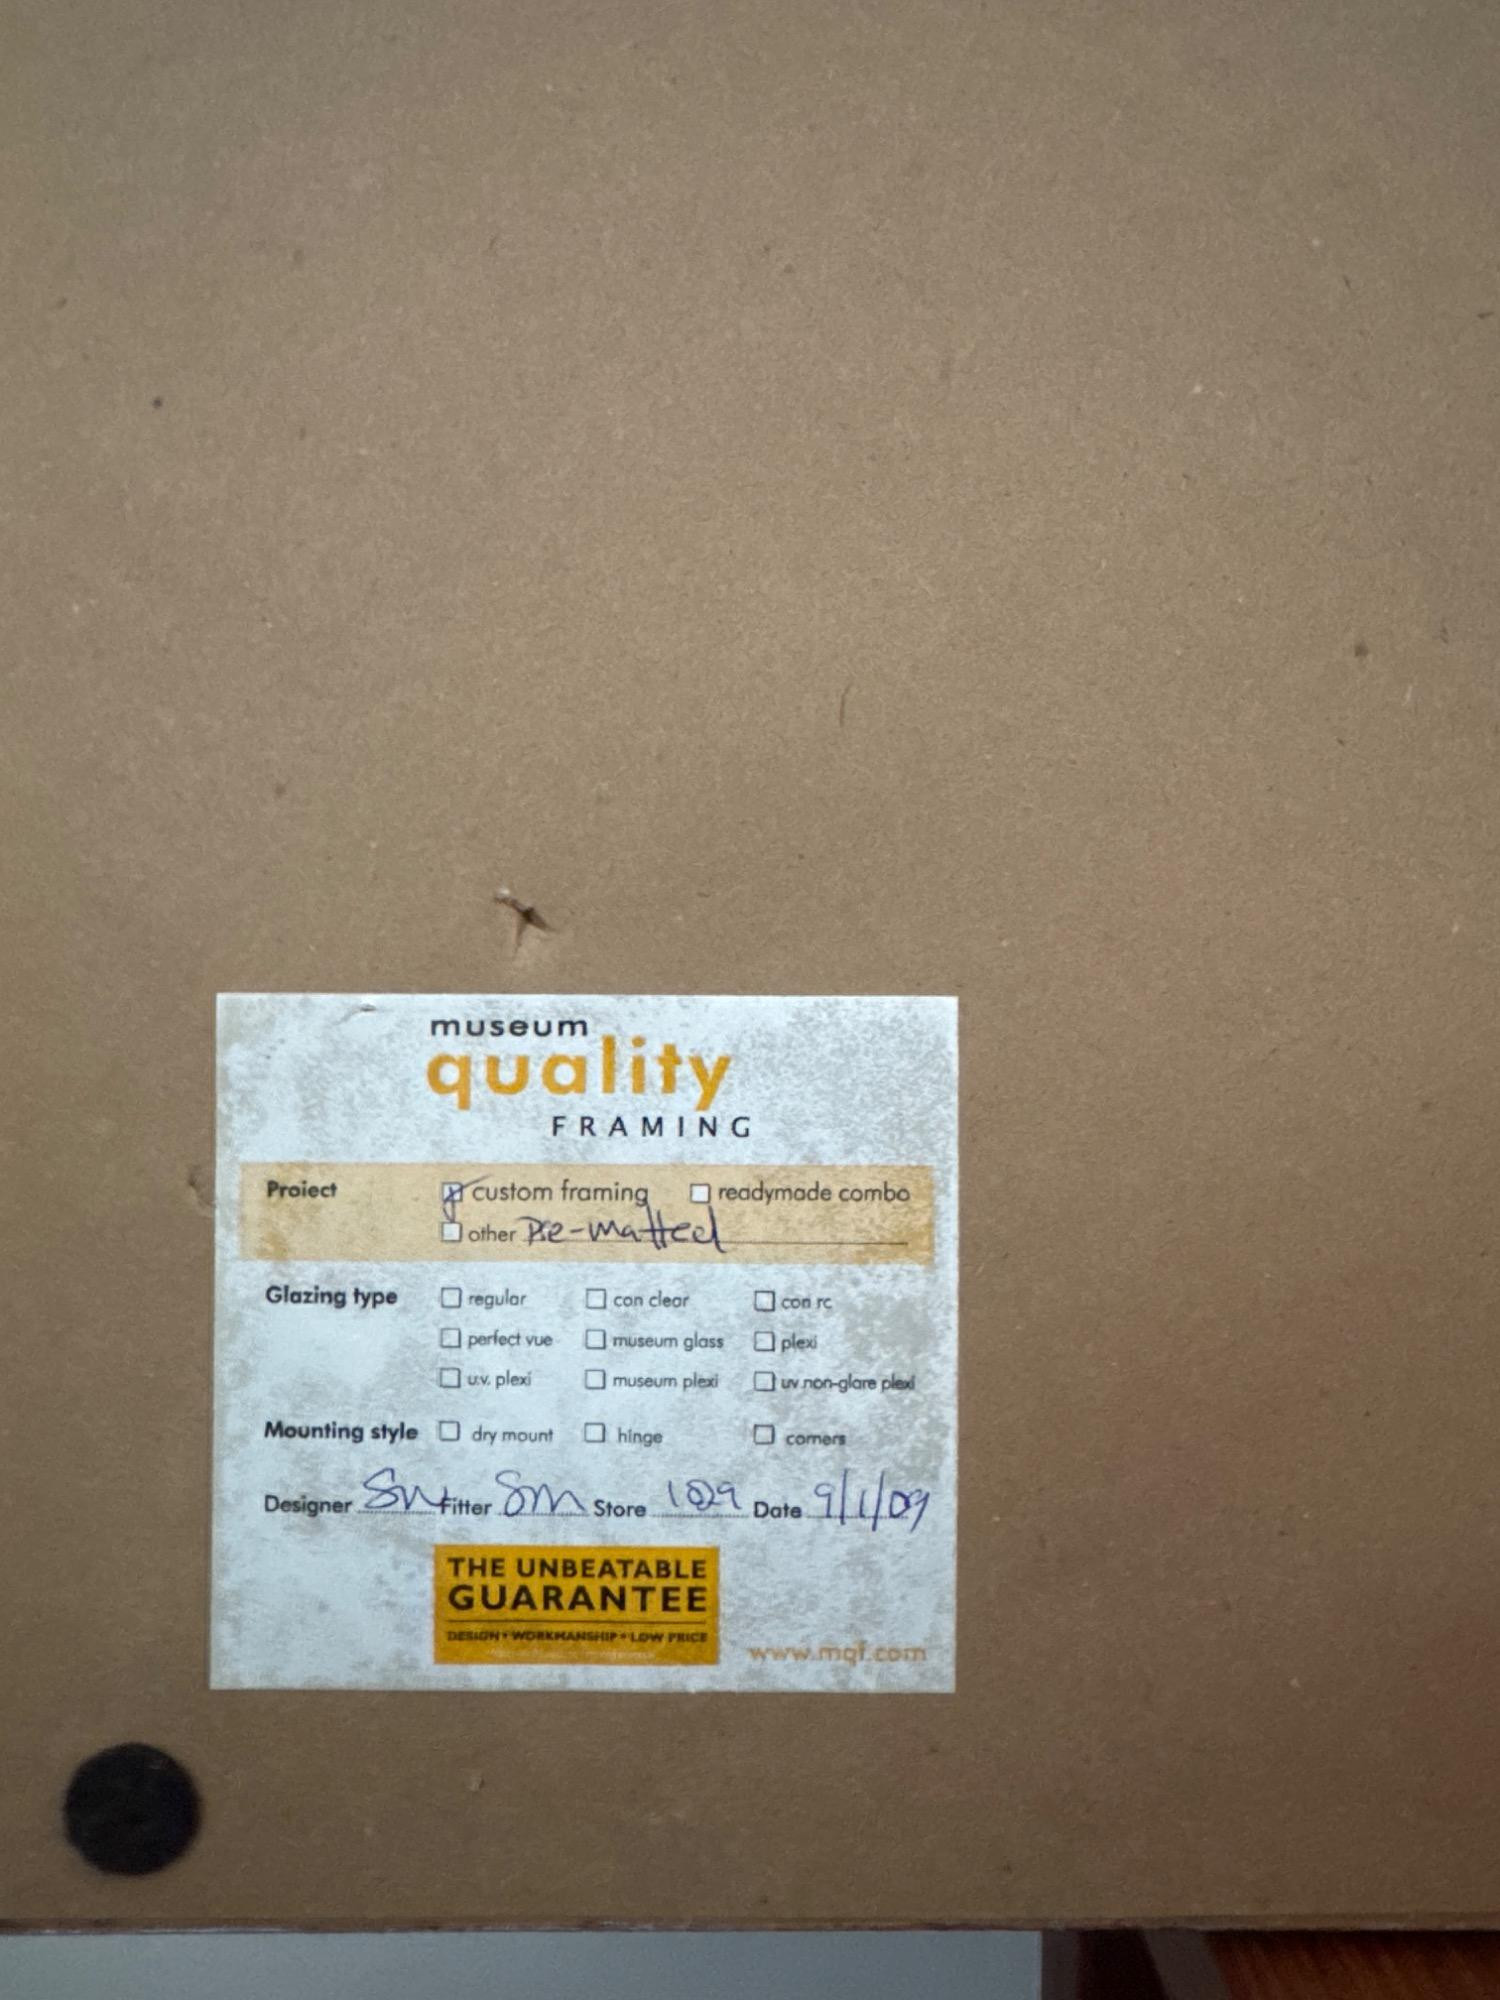 museum
quality
FRAMING
Project custom framing readymade combo
other Pre-matted
Glazing type regular con clear con rc
perfect vue museum glass plexi
u.v. plexi museum plexi uv non-glare plexi
Mounting style dry mount hinge corners
Designer Fitter SM Store 1029 Date 9/1/09
THE UNBEATABLE
GUARANTEE
DESIGN • WORKMANSHIP • LOW PRICE
www.mqf.com